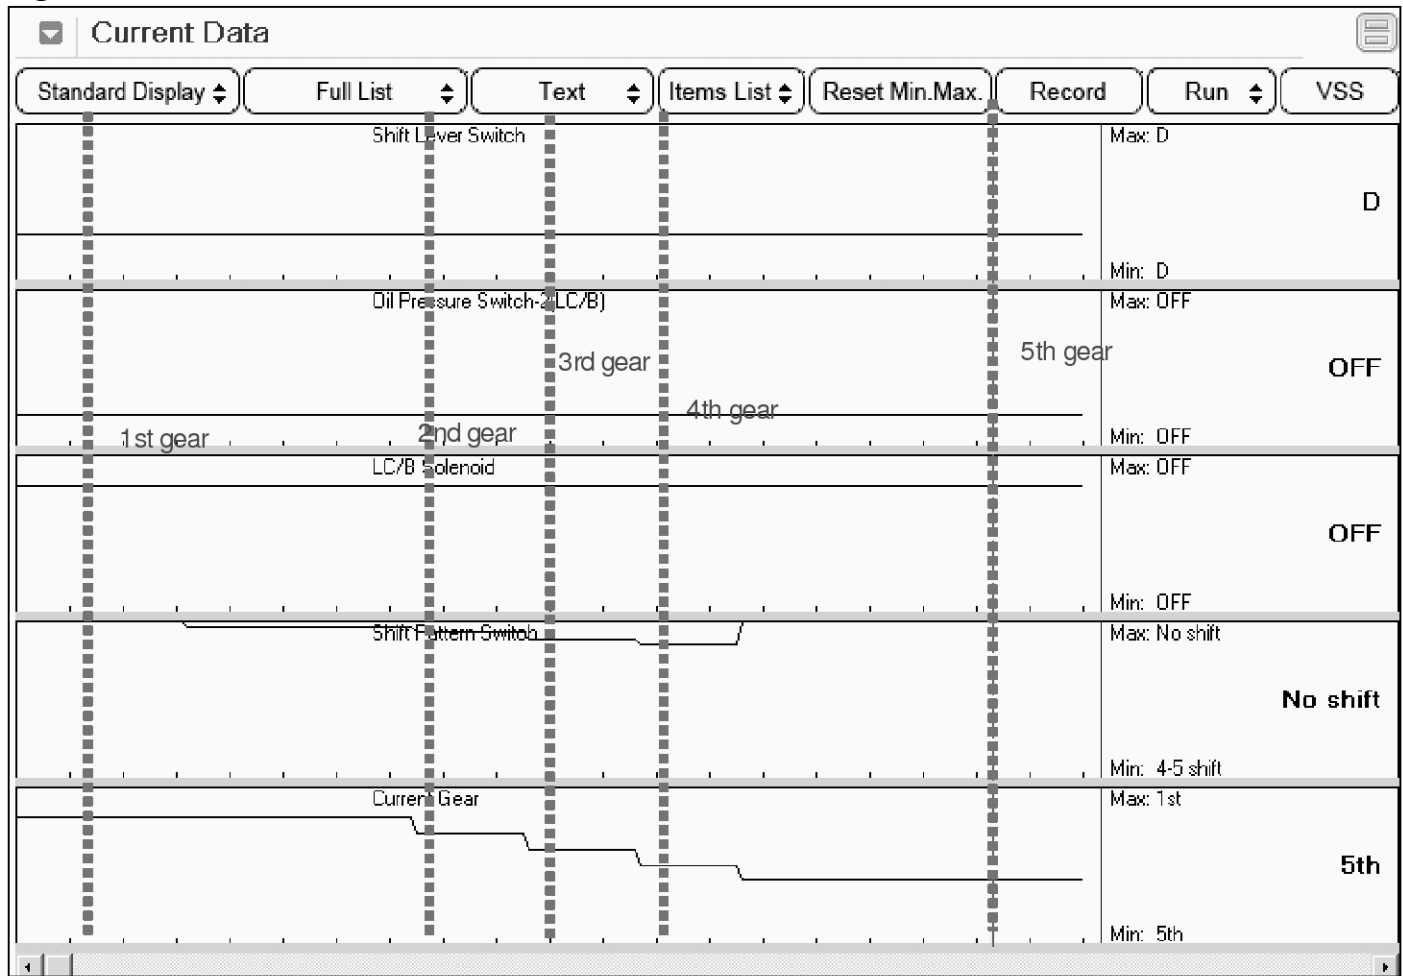 Current Data
Standard Display Full List Text Items List Reset Min.Max. Record Run VSS
Shift Lever Switch
Max: D
D
Min: D
Oil Pressure Switch-2(LC/B)
Max: OFF
3rd gear
5th gear
OFF
4th gear
1st gear
2nd gear
Min: OFF
LC/B Solenoid
Max: OFF
OFF
Min: OFF
Shift Pattern Switch
Max: No shift
No shift
Min: 4-5 shift
Current Gear
Max: 1st
5th
Min: 5th